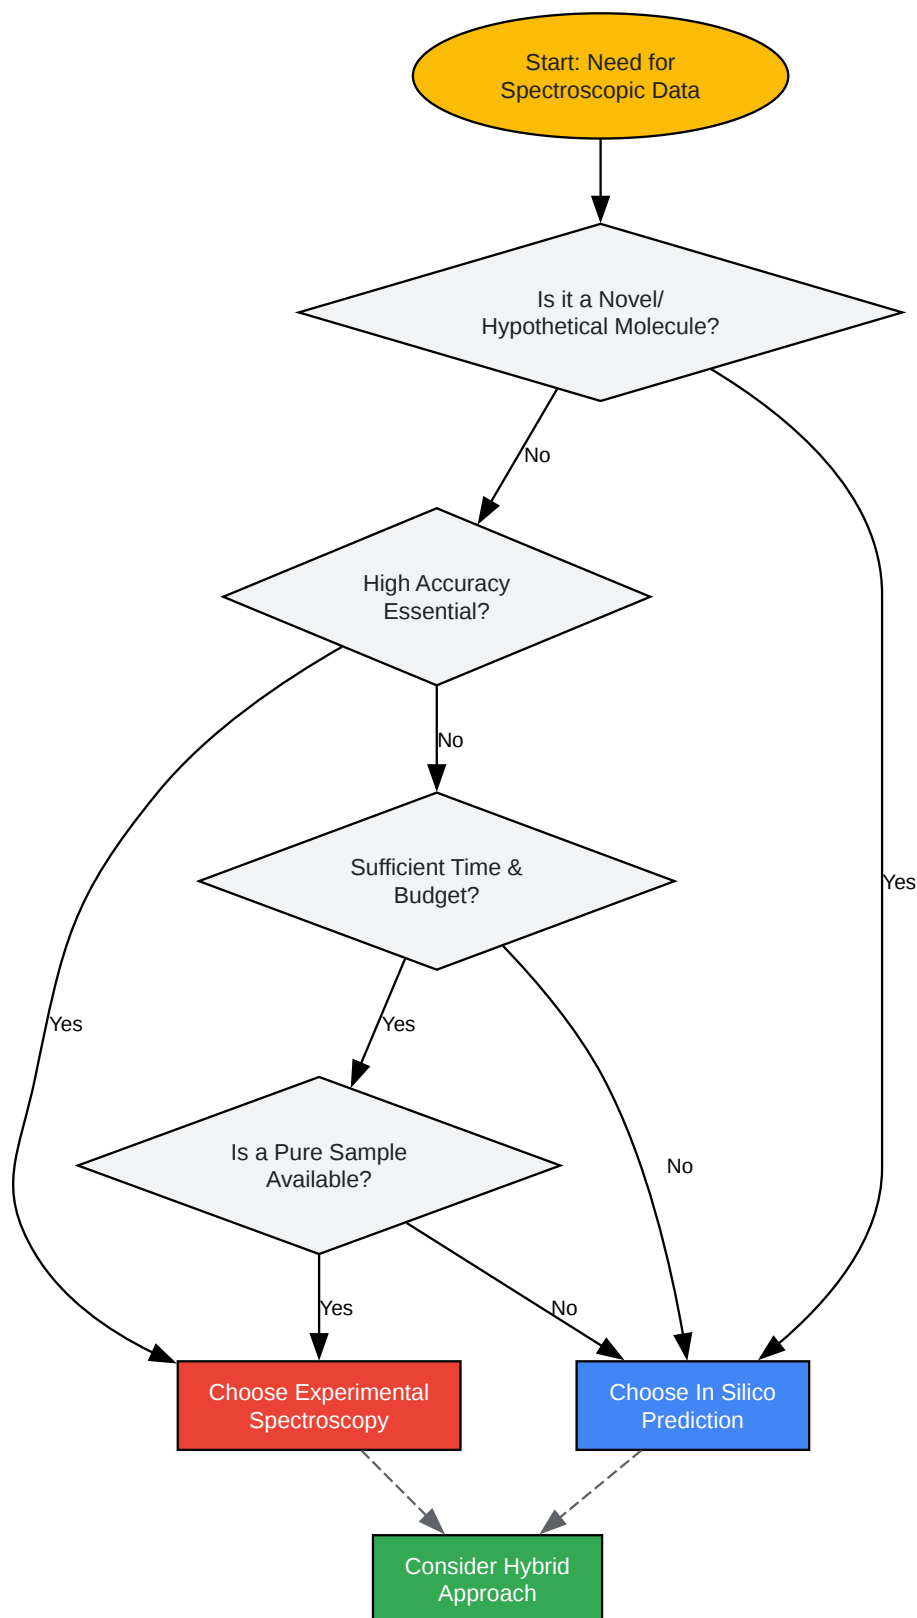 Start: Need for
Spectroscopic Data
Is it a Novel/
Hypothetical Molecule?
No
High Accuracy
Essential?
No
Sufficient Time &
Budget?
Yes
Yes
Yes
Is a Pure Sample
Available?
No
Yes
No
Choose Experimental
Spectroscopy
Choose In Silico
Prediction
Consider Hybrid
Approach